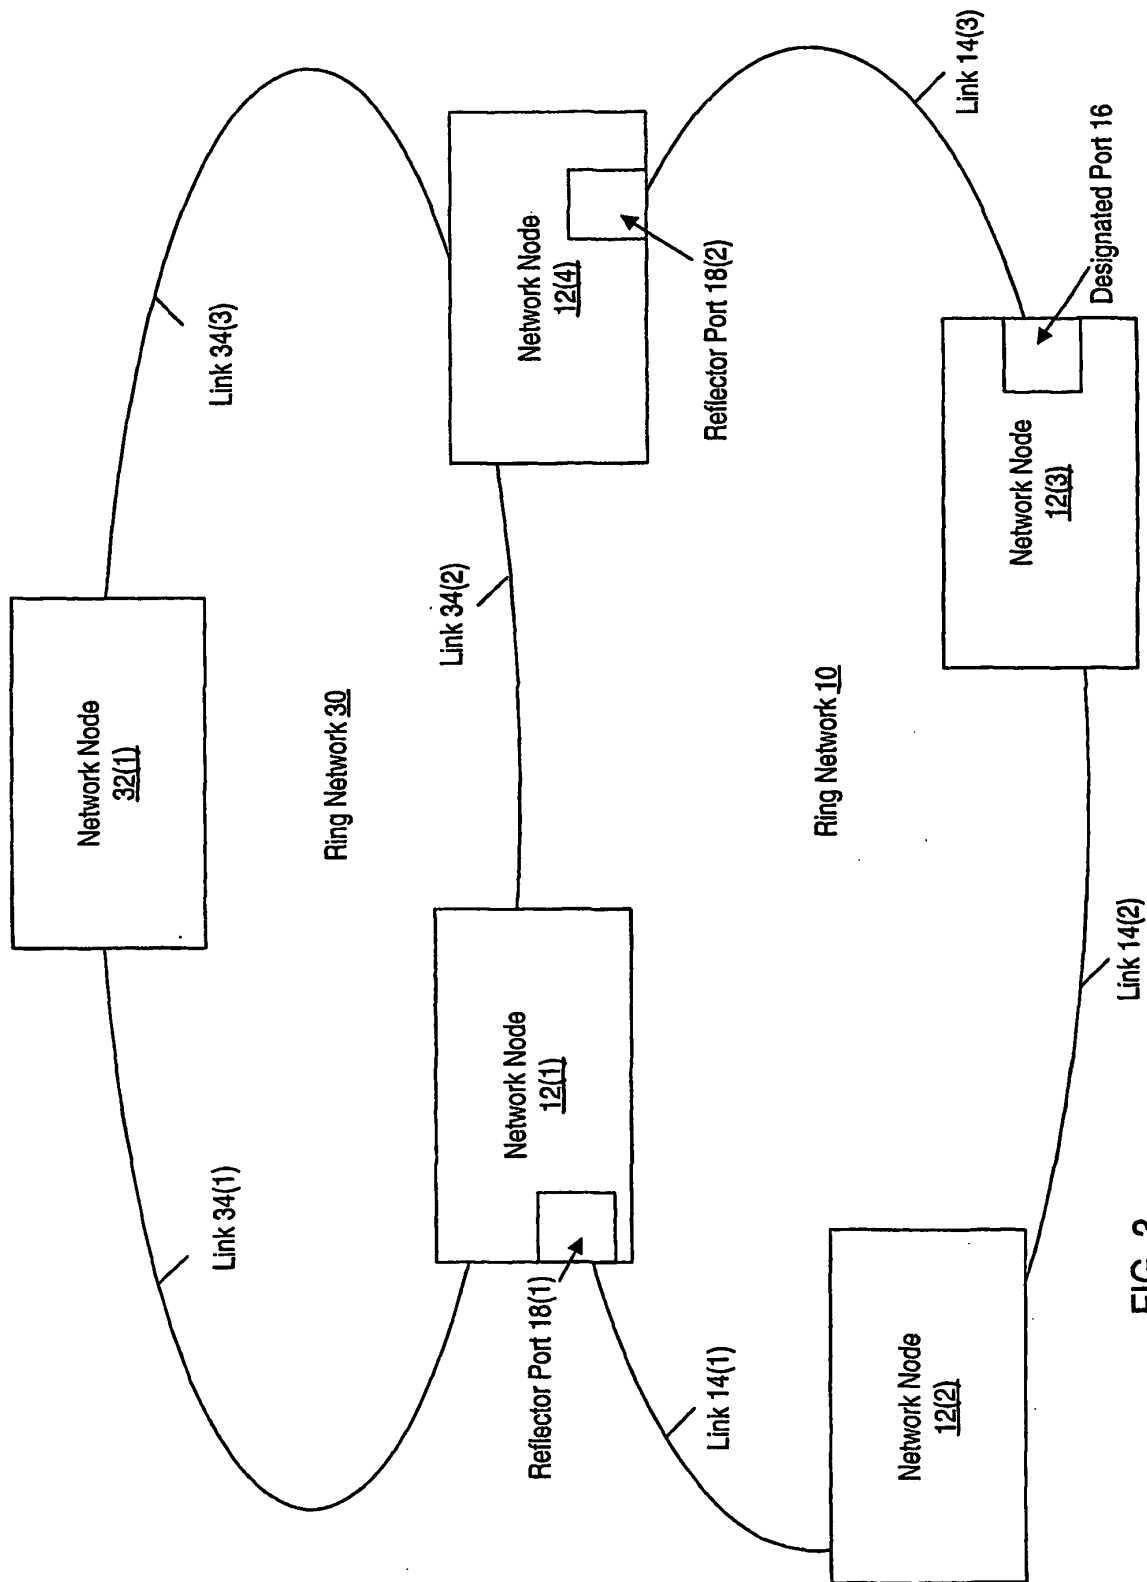 Network Node
32(1)
Link 34(1)
Link 34(3)
Ring Network 30
Link 34(2)
Reflector Port 18(1)
Network Node
12(1)
Network Node
12(4)
Link 14(1)
Reflector Port 18(2)
Ring Network 10
Network Node
12(2)
Link 14(3)
Network Node
12(3)
Designated Port 16
Link 14(2)
FIG.